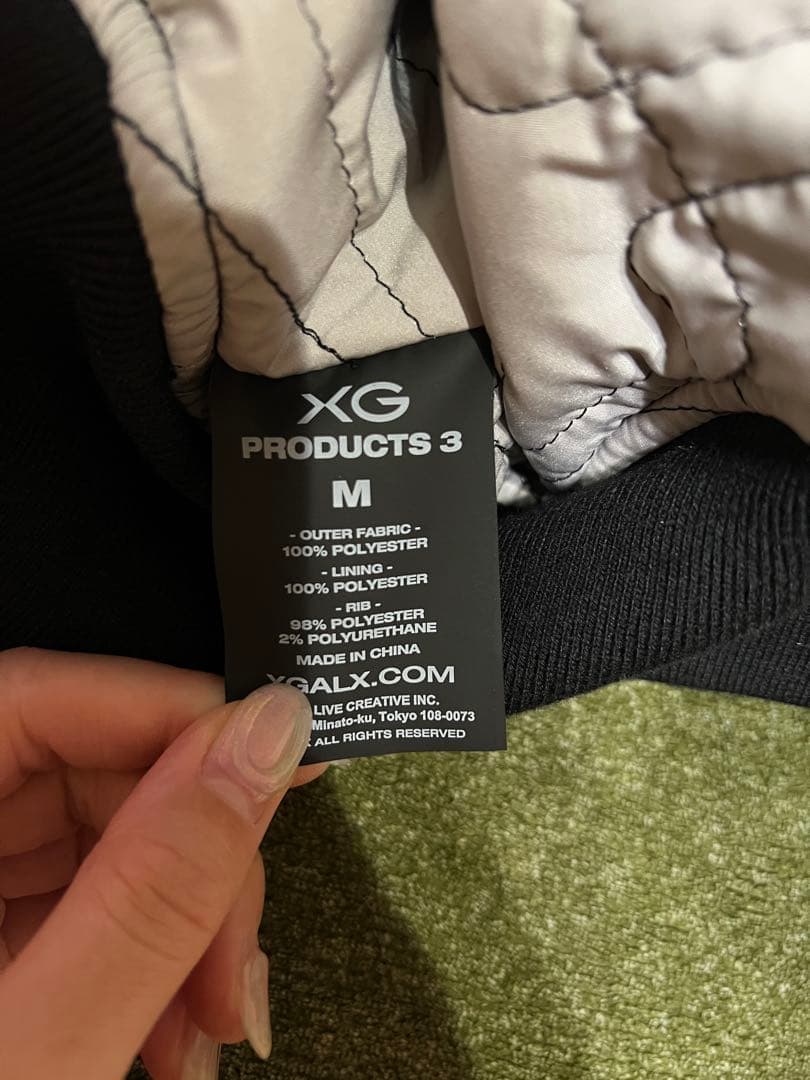 XG
PRODUCTS 3
M
- OUTER FABRIC -
100% POLYESTER
- LINING -
100% POLYESTER
- RIB -
98% POLYESTER
2% POLYURETHANE
MADE IN CHINA
XGALX.COM
LIVE CREATIVE INC.
Minato-ku, Tokyo 108-0073
ALL RIGHTS RESERVED